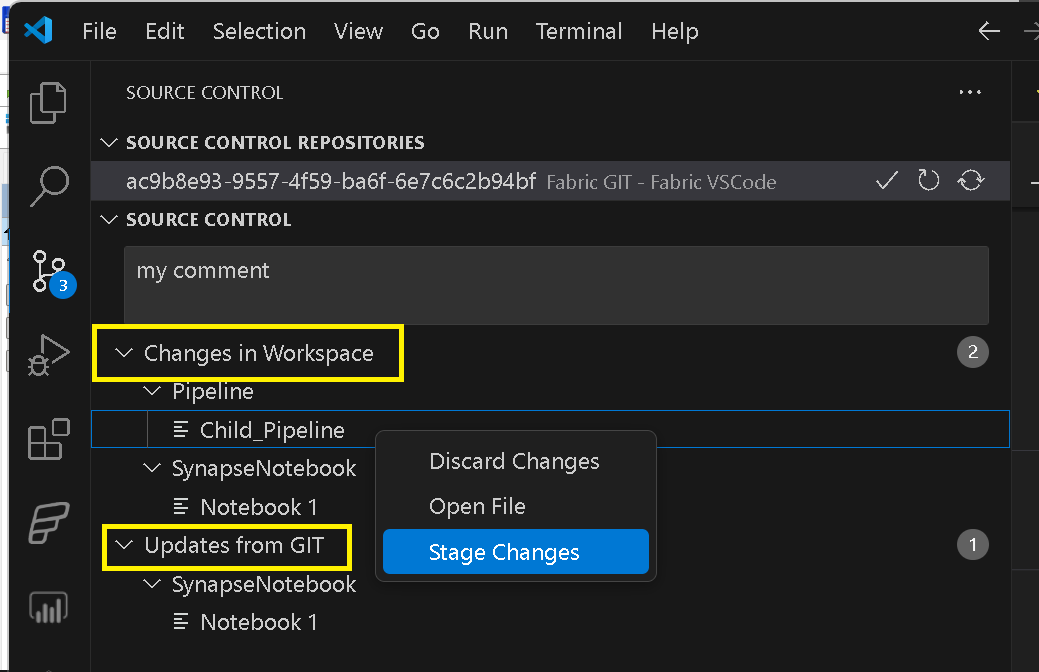 File Edit Selection View Go Run Terminal Help
SOURCE CONTROL
SOURCE CONTROL REPOSITORIES
ac9b8e93-9557-4f59-ba6f-6e7c6c2b94bf Fabric GIT - Fabric VSCode
SOURCE CONTROL
my comment
3
Changes in Workspace 2
Pipeline
Child_Pipeline
Discard Changes
SynapseNotebook
Notebook 1
Open File
Updates from GIT 1
Stage Changes
SynapseNotebook
Notebook 1